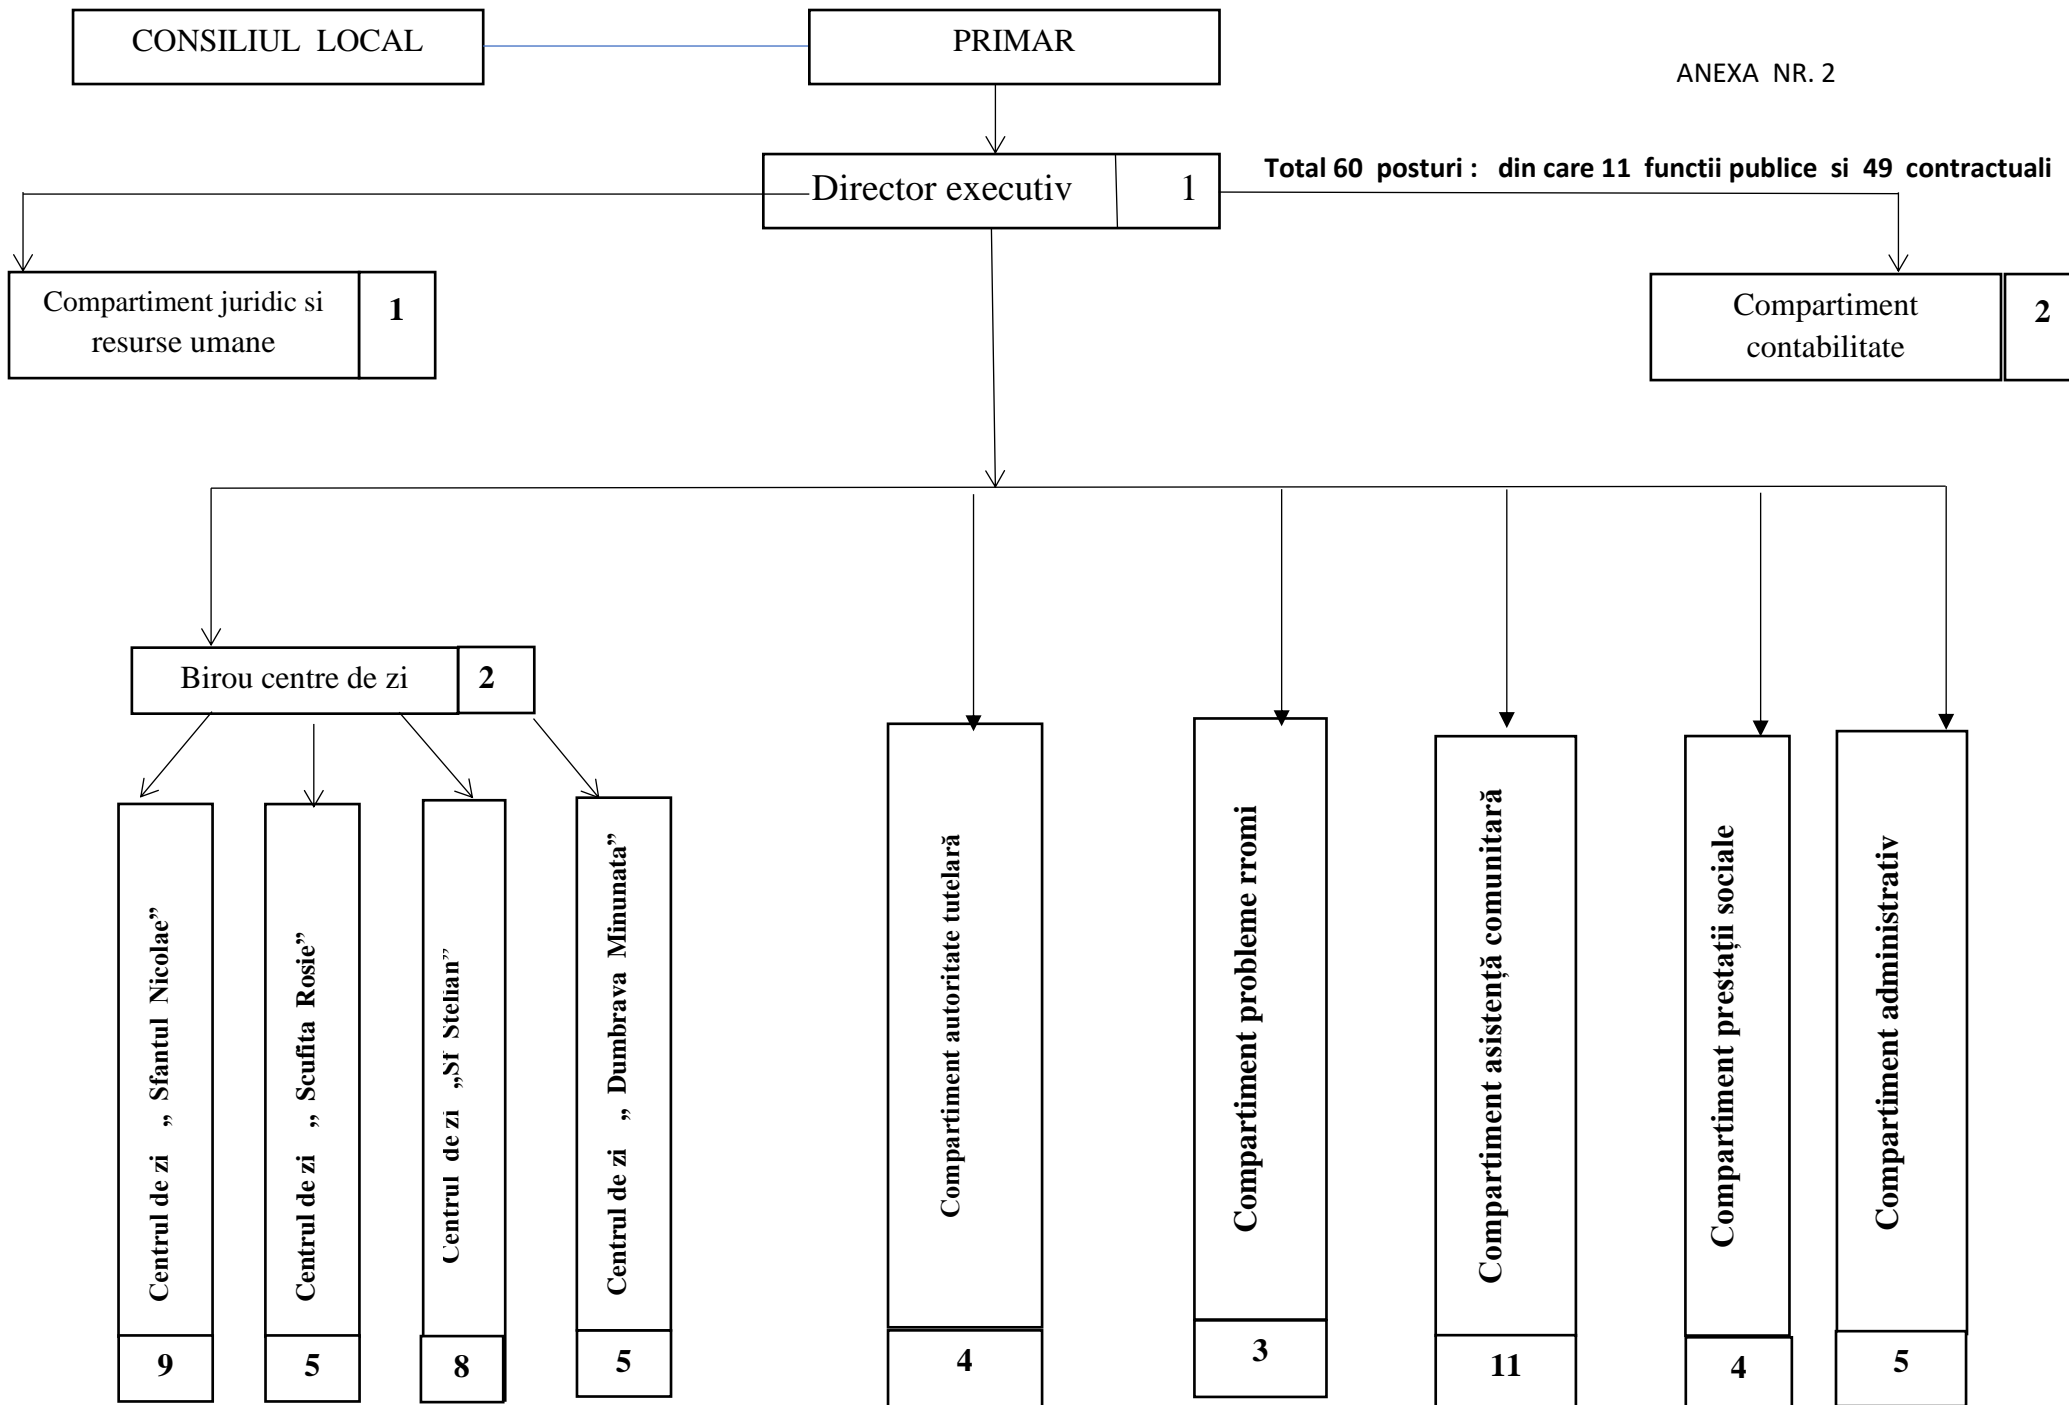 CONSILIUL LOCAL
PRIMAR
ANEXA NR. 2
Total 60 posturi : din care 11 functii publice si 49 contractuali
Director executiv 1
Compartiment juridic si
resurse umane
1
Compartiment
contabilitate
2
Birou centre de zi 2
Centrul de zi „ Sfantul Nicolae”
9
Centrul de zi „ Scufita Rosie”
5
Centrul de zi „Sf Stelian”
8
Centrul de zi „ Dumbrava Minunata”
5
Compartiment autoritate tutelară
4
Compartiment probleme rromi
3
Compartiment asistență comunitară
11
Compartiment prestații sociale
4
Compartiment administrativ
5